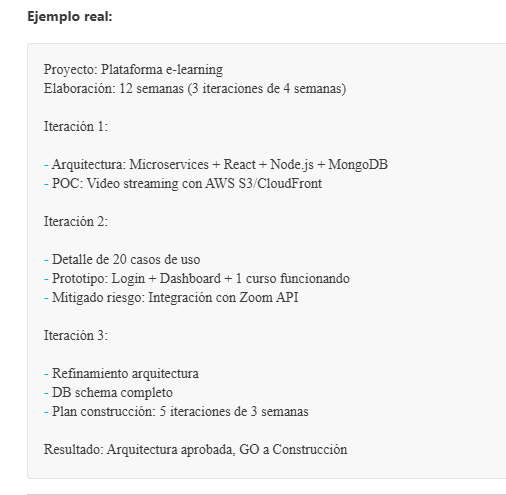 Ejemplo real:
Proyecto: Plataforma e-learning
Elaboración: 12 semanas (3 iteraciones de 4 semanas)
Iteración 1:
- Arquitectura: Microservices + React + Node.js + MongoDB
- POC: Video streaming con AWS S3/CloudFront
Iteración 2:
- Detalle de 20 casos de uso
- Prototipo: Login + Dashboard + 1 curso funcionando
- Mitigado riesgo: Integración con Zoom API
Iteración 3:
- Refinamiento arquitectura
- DB schema completo
- Plan construcción: 5 iteraciones de 3 semanas
Resultado: Arquitectura aprobada, GO a Construcción